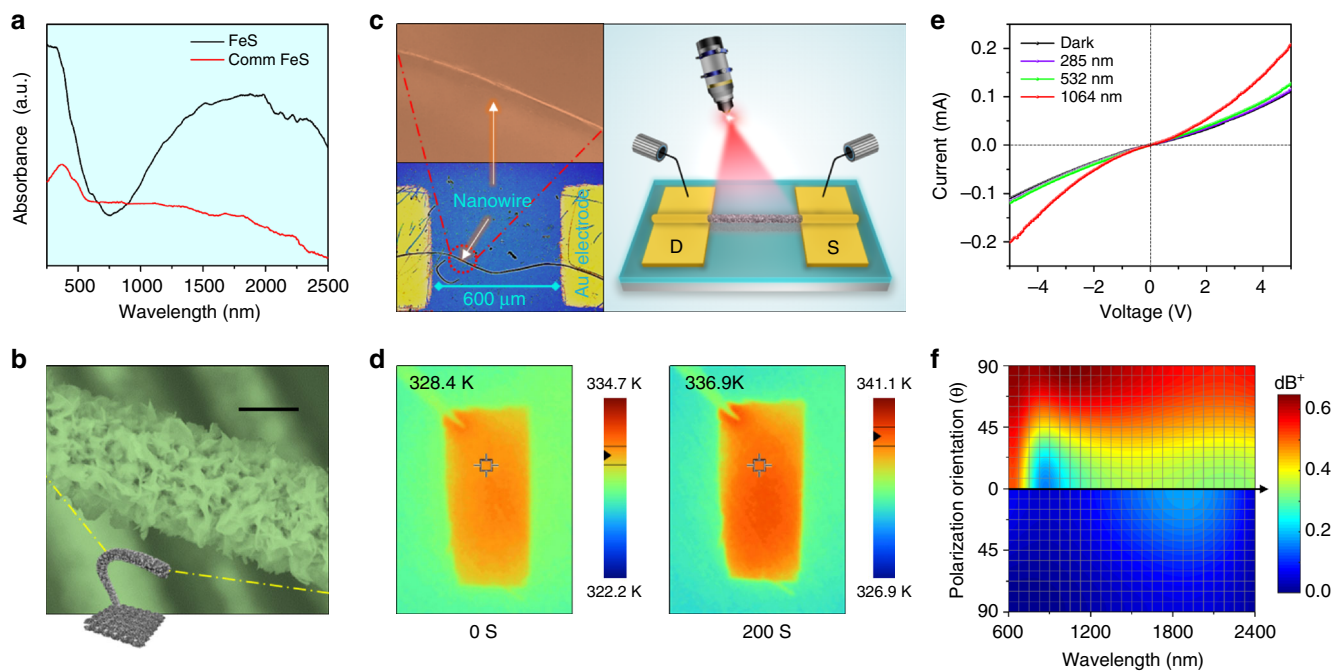 a
FeS
Comm FeS
Absorbance (a.u.)
500 1000 1500 2000 2500
Wavelength (nm)
b
c
Nanowire
Au electrode
600 μm
D
S
d
328.4 K
334.7 K
322.2 K
0 S
336.9K
341.1 K
326.9 K
200 S
e
Dark
285 nm
532 nm
1064 nm
Current (mA)
0.2
0.1
0.0
–0.1
–0.2
–4 –2 0 2 4
Voltage (V)
f
Polarization orientation (θ)
90
45
0
45
90
600 1200 1800 2400
Wavelength (nm)
dB+
0.6
0.4
0.2
0.0